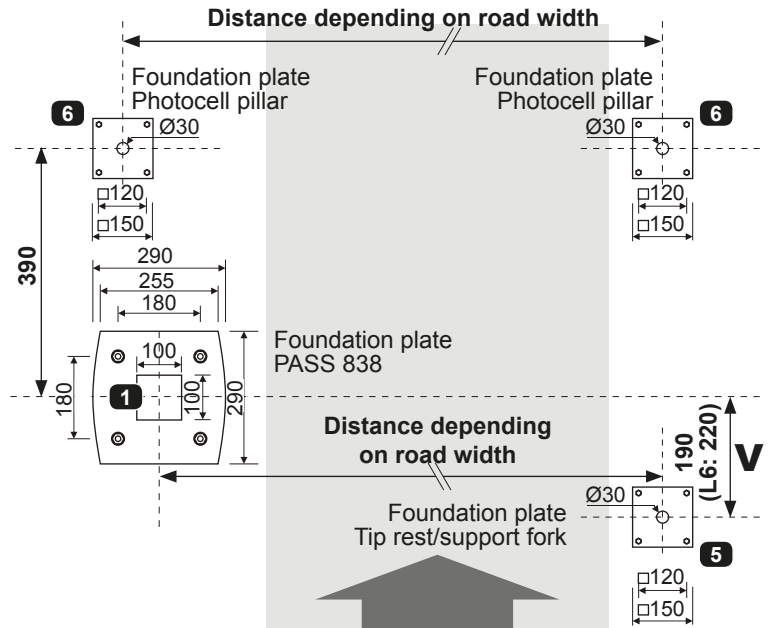 Distance depending on road width
Foundation plate
Photocell pillar
Foundation plate
Photocell pillar
6
6
Ø30
Ø30
□120
□150
□120
□150
390
290
255
180
Foundation plate
PASS 838
100
100
180
290
1
Distance depending
on road width
190
(L6: 220)
V
Ø30
Foundation plate
Tip rest/support fork
5
□120
□150